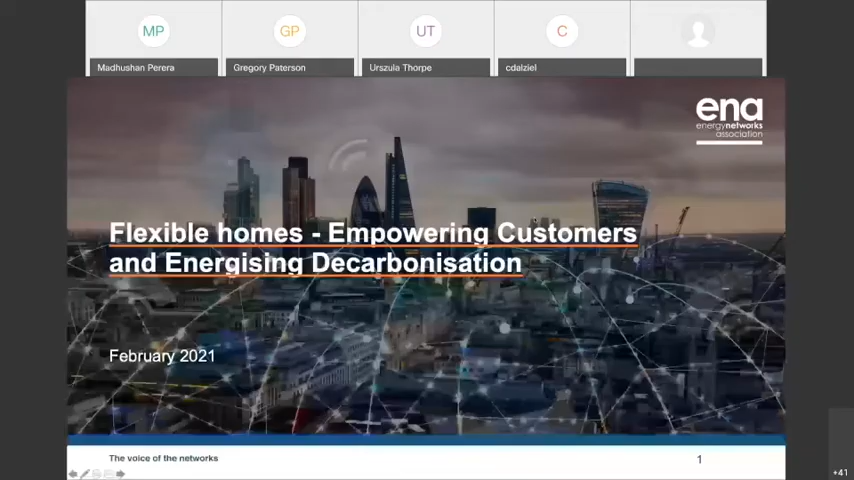 MP
GP
UT
C
Madhushan Perera
Gregory Paterson
Urszula Thorpe
cdalziel
ena
energynetworks
association
Flexible homes - Empowering Customers
and Energising Decarbonisation
February 2021
The voice of the networks
1
+41